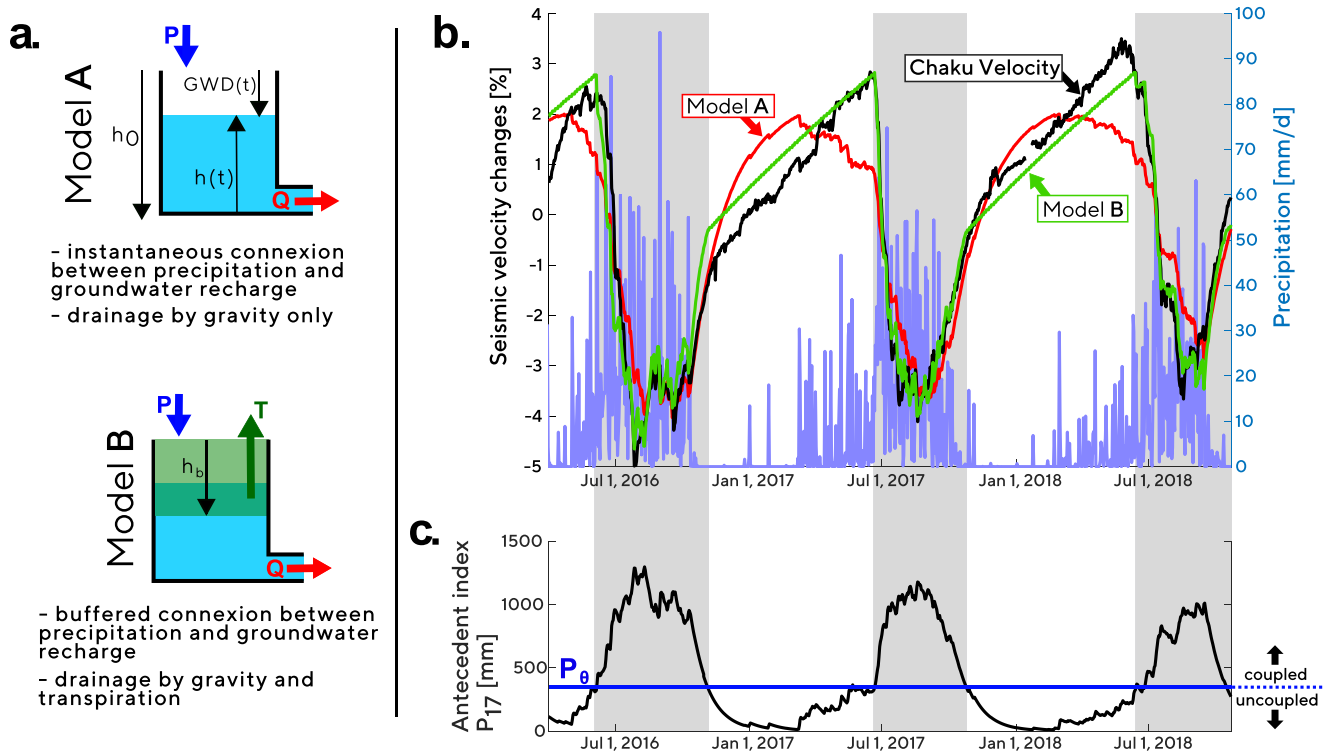 a.
Model A
P
GWD(t)
h0
h(t)
Q
- instantaneous connexion
between precipitation and
groundwater recharge
- drainage by gravity only
Model B
P
T
h_b
Q
- buffered connexion between
precipitation and groundwater
recharge
- drainage by gravity and
transpiration
b.
Seismic velocity changes [%]
4
3
2
1
0
-1
-2
-3
-4
-5
Model A
Chaku Velocity
Model B
100
90
80
70
60
50
40
30
20
10
0
Precipitation [mm/d]
Jul 1, 2016
Jan 1, 2017
Jul 1, 2017
Jan 1, 2018
Jul 1, 2018
c.
Antecedent index
P17 [mm]
1500
1000
500
0
Pθ
coupled
uncoupled
Jul 1, 2016
Jan 1, 2017
Jul 1, 2017
Jan 1, 2018
Jul 1, 2018